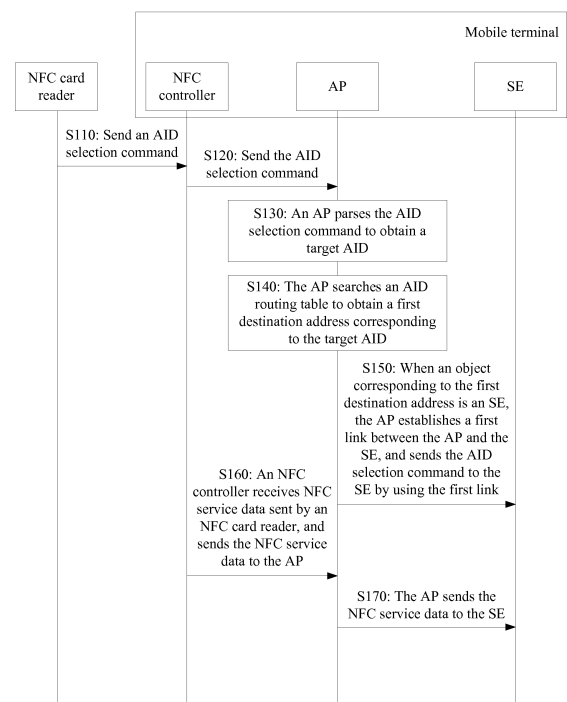 Mobile terminal
NFC card
reader
NFC
controller
AP
SE
S110: Send an AID
selection command
S120: Send the AID
selection command
S130: An AP parses the AID
selection command to obtain a
target AID
S140: The AP searches an AID
routing table to obtain a first
destination address corresponding
to the target AID
S150: When an object
corresponding to the first
destination address is an SE,
the AP establishes a first
link between the AP and the
SE, and sends the AID
selection command to the
SE by using the first link
S160: An NFC
controller receives NFC
service data sent by an
NFC card reader, and
sends the NFC service
data to the AP
S170: The AP sends the
NFC service data to the SE